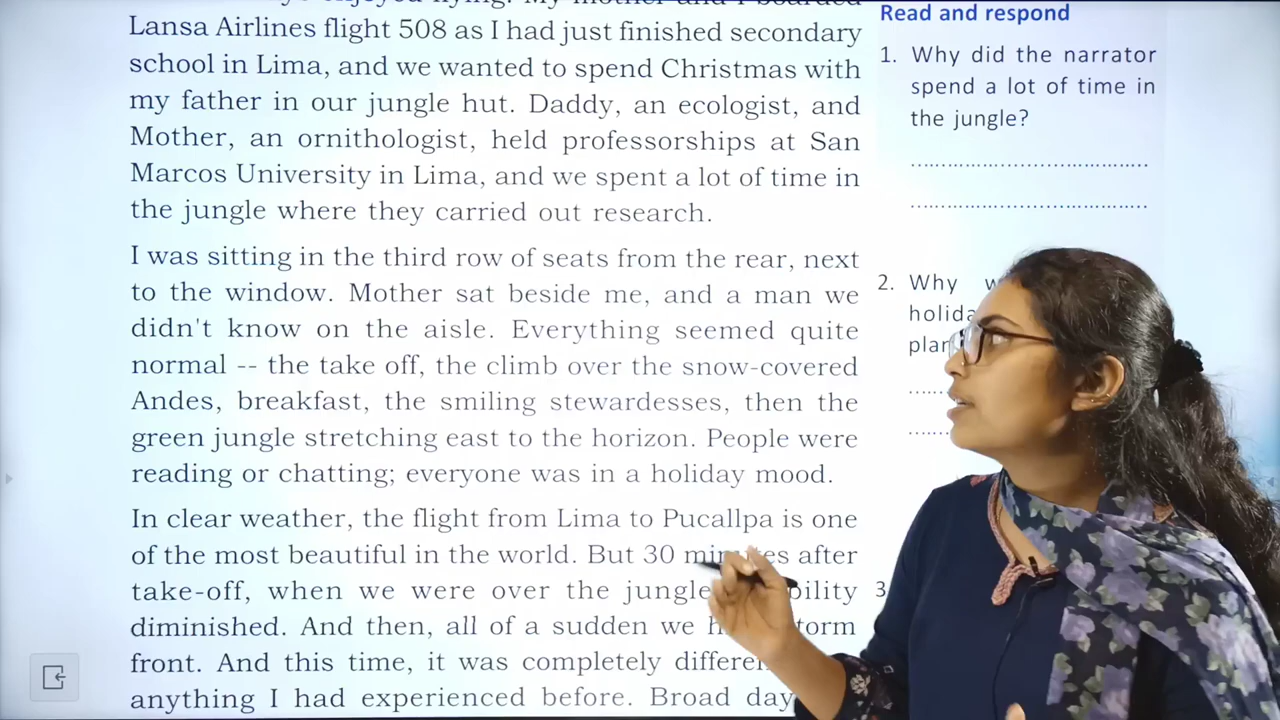 Lansa Airlines flight 508 as I had just finished secondary
school in Lima, and we wanted to spend Christmas with
my father in our jungle hut. Daddy, an ecologist, and
Mother, an ornithologist, held professorships at San
Marcos University in Lima, and we spent a lot of time in
the jungle where they carried out research.
I was sitting in the third row of seats from the rear, next
to the window. Mother sat beside me, and a man we
didn't know on the aisle. Everything seemed quite
normal -- the take off, the climb over the snow-covered
Andes, breakfast, the smiling stewardesses, then the
green jungle stretching east to the horizon. People were
reading or chatting; everyone was in a holiday mood.
In clear weather, the flight from Lima to Pucallpa is one
of the most beautiful in the world. But 30 minutes after
take-off, when we were over the jungle
diminished. And then, all of a sudden we
front. And this time, it was completely
anything I had experienced before. Broad day
Read and respond
1. Why did the narrator
spend a lot of time in
the jungle?
2. Why
3